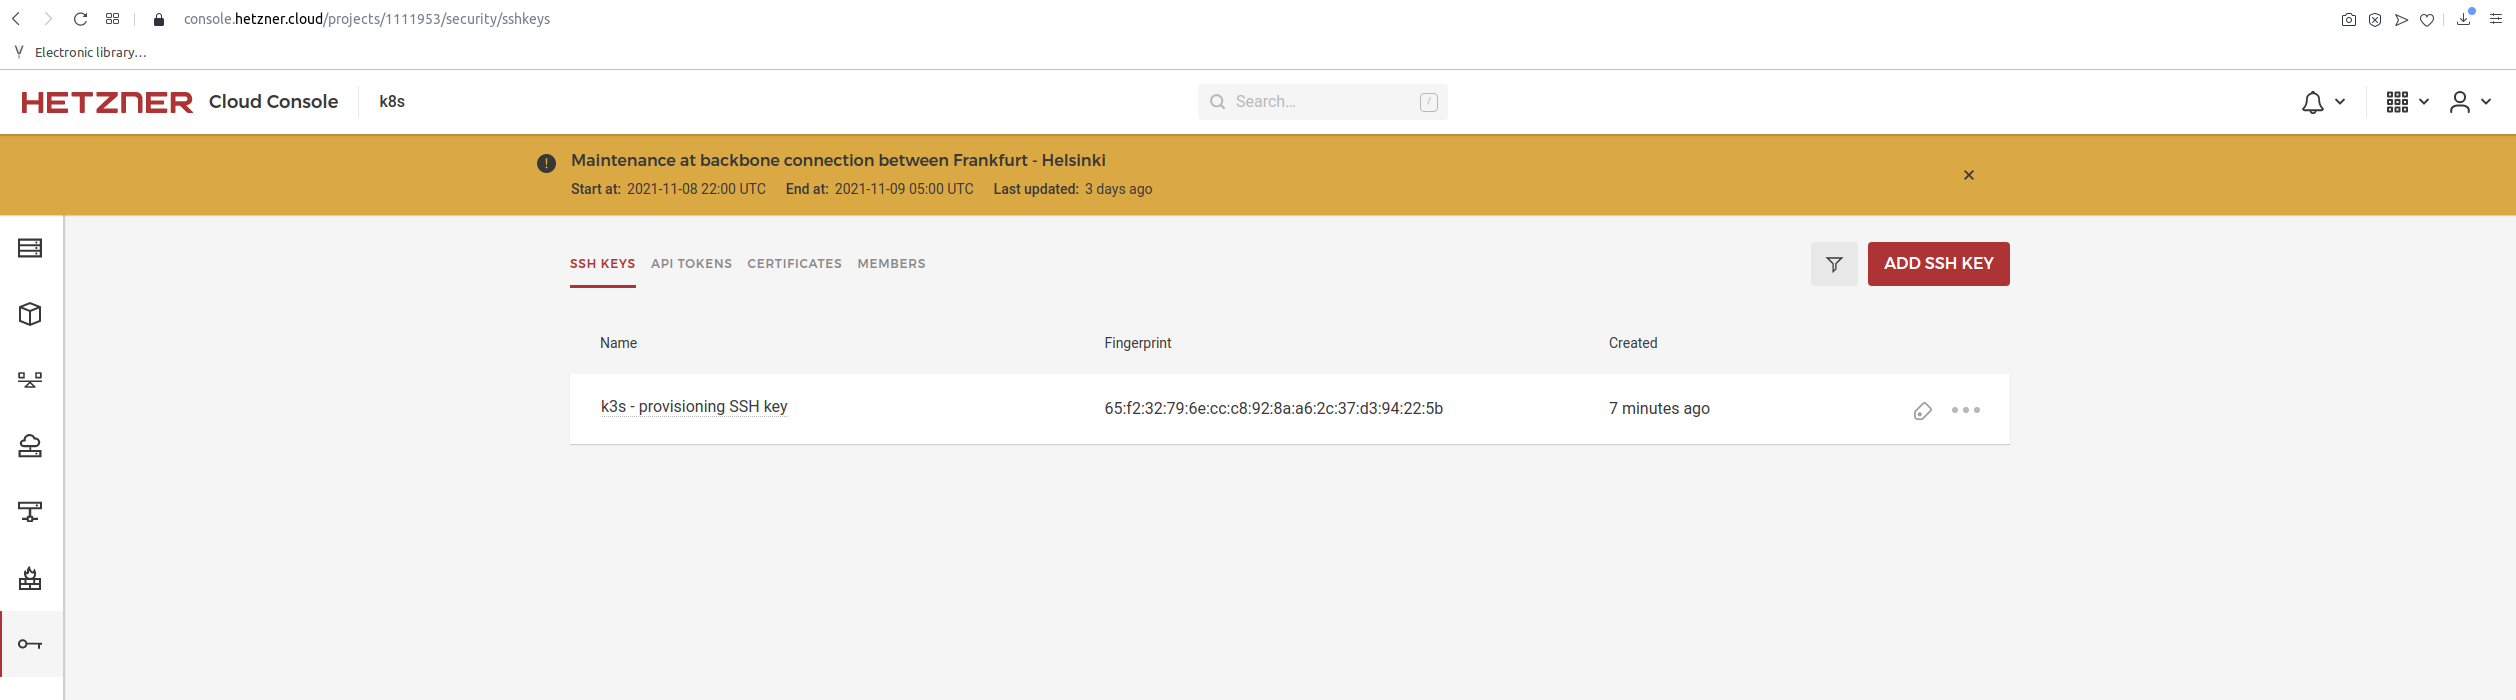 console.hetzner.cloud/projects/1111953/security/sshkeys
Electronic library...
HETZNER Cloud Console k8s Search... /
! Maintenance at backbone connection between Frankfurt - Helsinki
Start at: 2021-11-08 22:00 UTC End at: 2021-11-09 05:00 UTC Last updated: 3 days ago
SSH KEYS API TOKENS CERTIFICATES MEMBERS ADD SSH KEY
Name Fingerprint Created
k3s - provisioning SSH key 65:f2:32:79:6e:cc:c8:92:8a:a6:2c:37:d3:94:22:5b 7 minutes ago